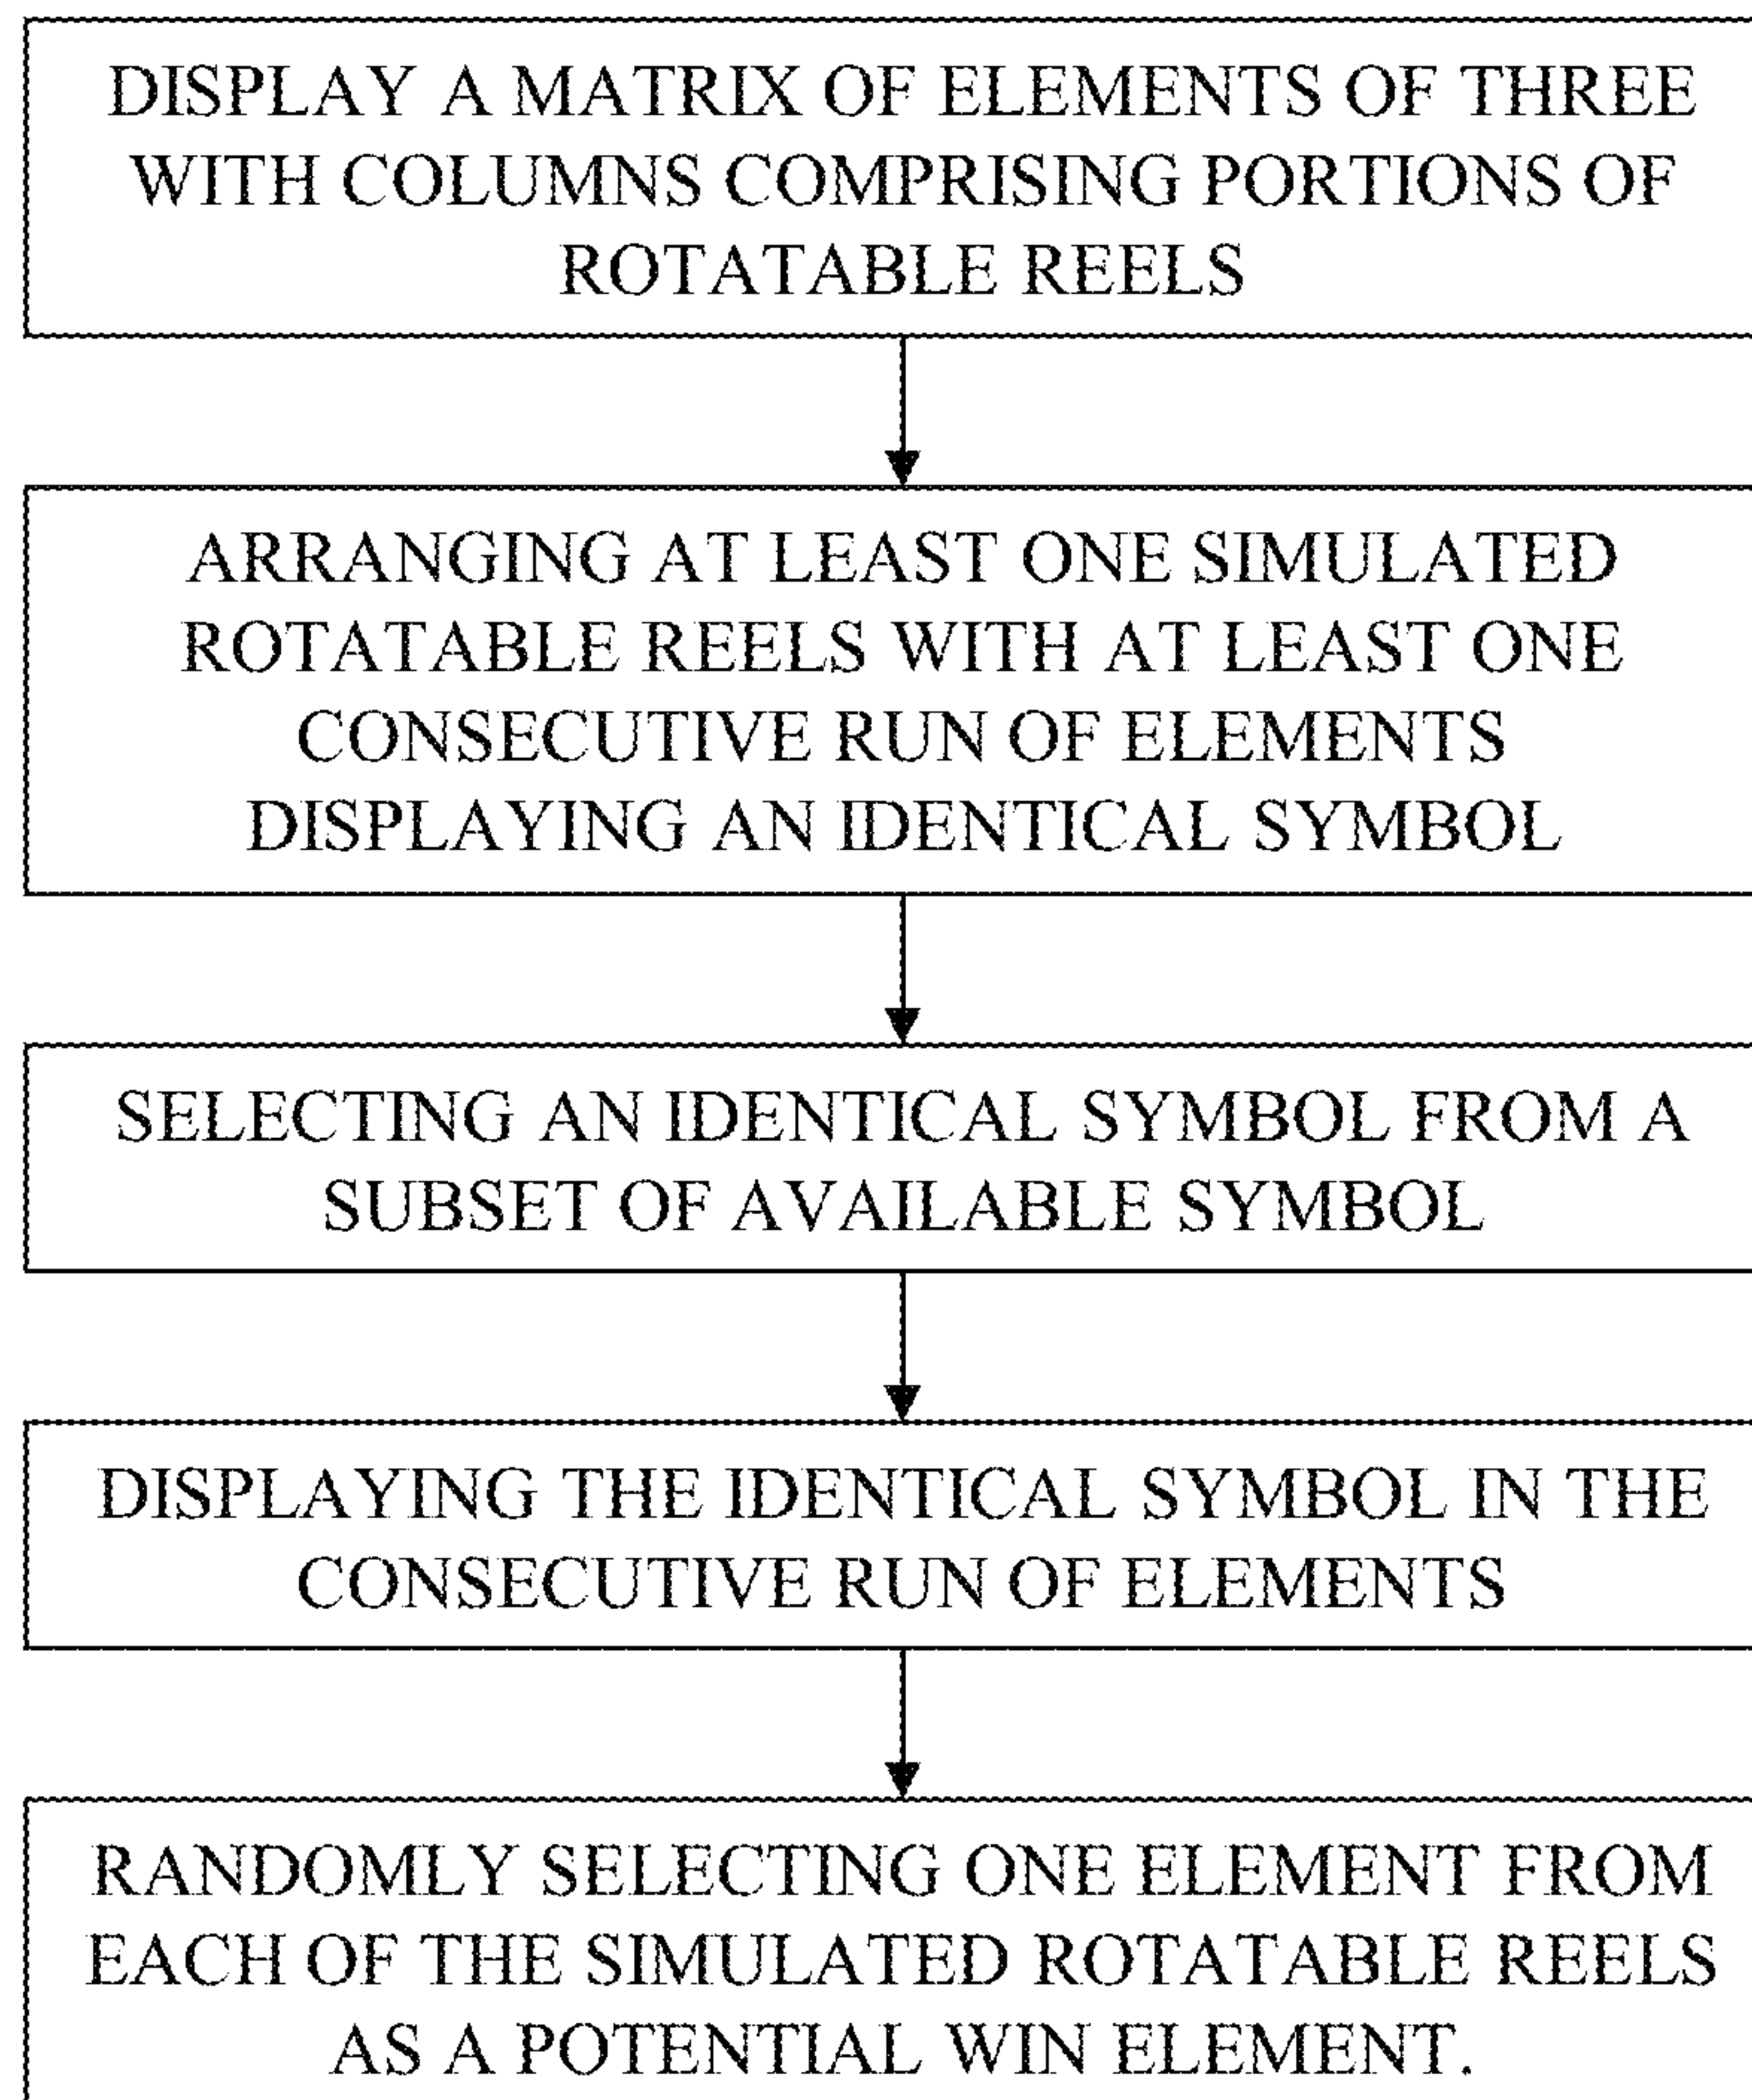 DISPLAY A MATRIX OF ELEMENTS OF THREE
WITH COLUMNS COMPRISING PORTIONS OF
ROTATABLE REELS
ARRANGING AT LEAST ONE SIMULATED
ROTATABLE REELS WITH AT LEAST ONE
CONSECUTIVE RUN OF ELEMENTS
DISPLAYING AN IDENTICAL SYMBOL
SELECTING AN IDENTICAL SYMBOL FROM A
SUBSET OF AVAILABLE SYMBOL
DISPLAYING THE IDENTICAL SYMBOL IN THE
CONSECUTIVE RUN OF ELEMENTS
RANDOMLY SELECTING ONE ELEMENT FROM
EACH OF THE SIMULATED ROTATABLE REELS
AS A POTENTIAL WIN ELEMENT.